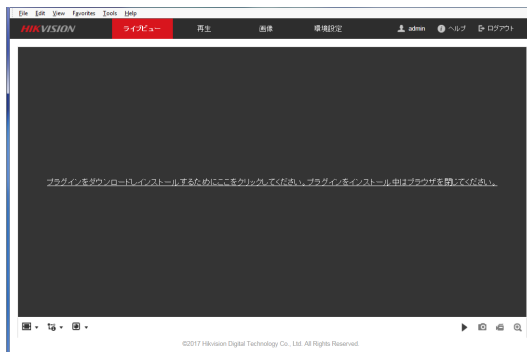 File Edit View Favorites Tools Help
HIKVISION ライブビュー 再生 画像 環境設定 admin ヘルプ ログアウト
プラグインをダウンロードしインストールするためにここをクリックしてください。プラグインをインストール中はブラウザを閉じてください。
©2017 Hikvision Digital Technology Co., Ltd. All Rights Reserved.